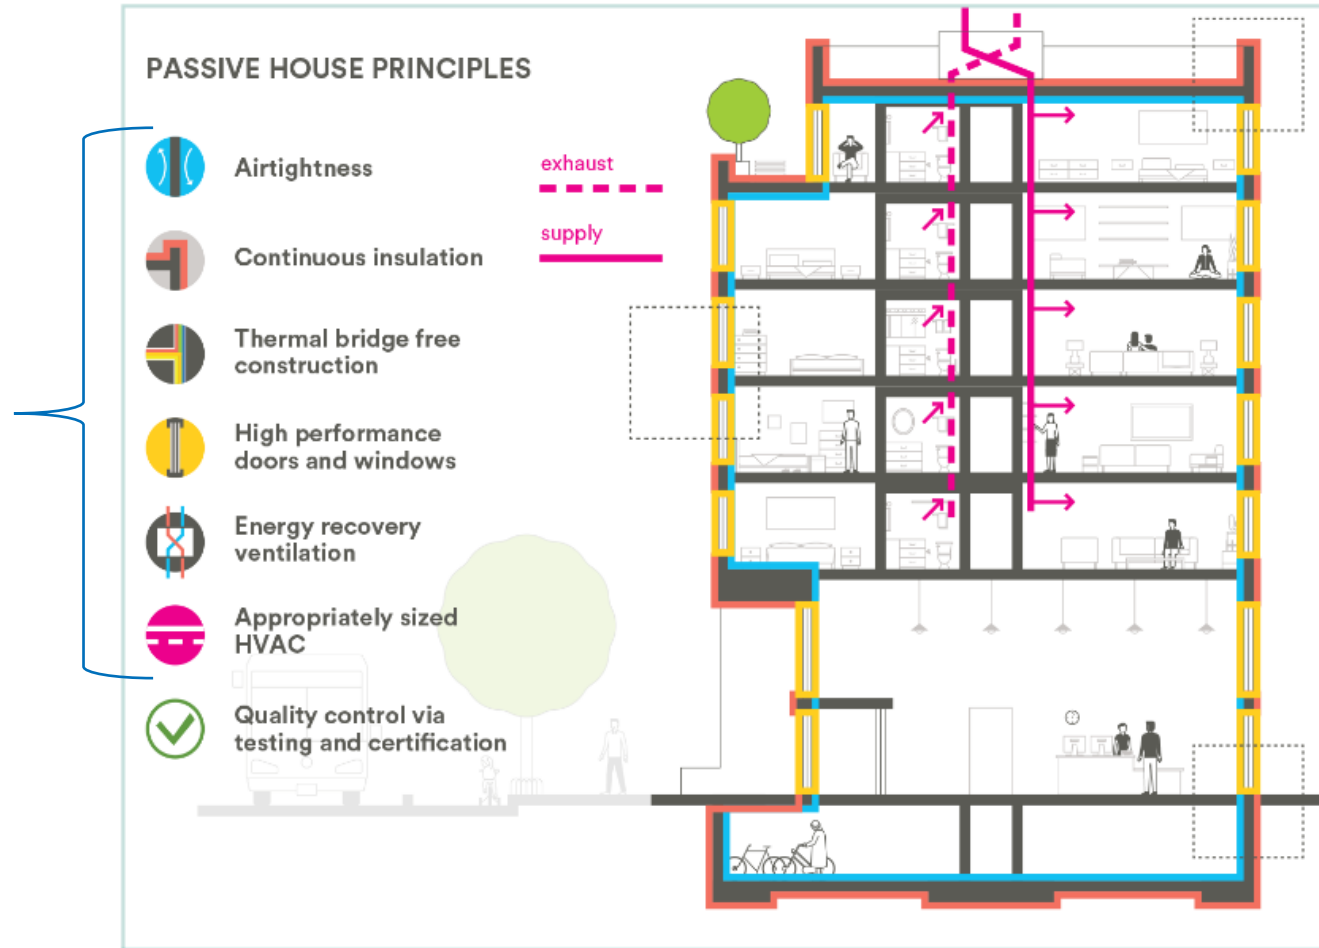 PASSIVE HOUSE PRINCIPLES
Airtightness
Continuous insulation
Thermal bridge free
construction
High performance
doors and windows
Energy recovery
ventilation
Appropriately sized
HVAC
Quality control via
testing and certification
exhaust
supply